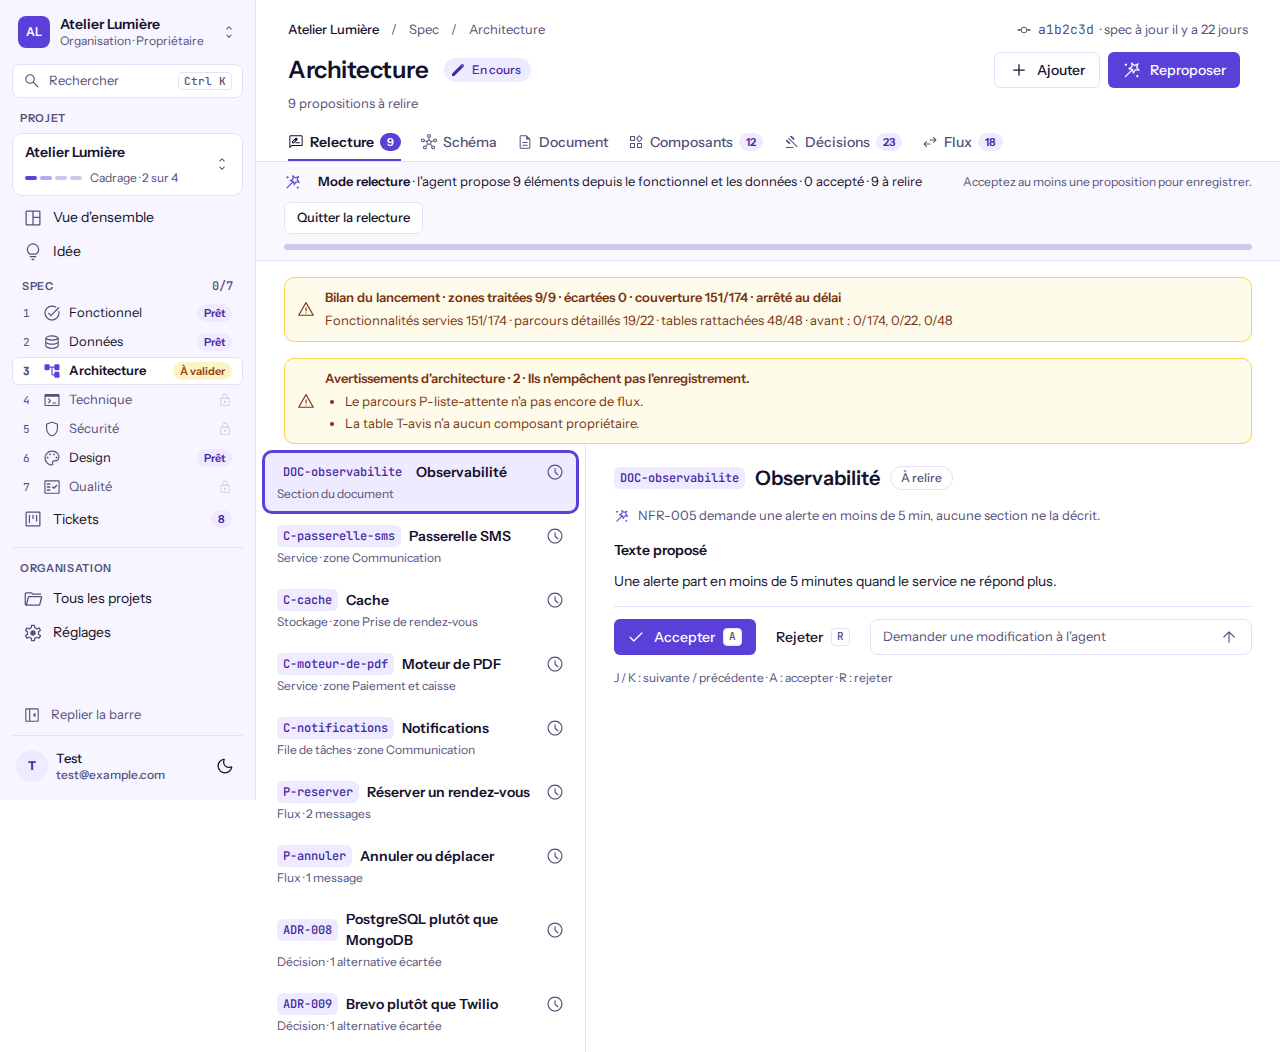 AL
Atelier Lumière
Organisation · Propriétaire
Rechercher
Ctrl K
PROJET
Atelier Lumière
Cadrage · 2 sur 4
Vue d'ensemble
Idée
SPEC 0/7
1 Fonctionnel Prêt
2 Données Prêt
3 Architecture À valider
4 Technique
5 Sécurité
6 Design Prêt
7 Qualité
Tickets 8
ORGANISATION
Tous les projets
Réglages
Replier la barre
T
Test
test@example.com
Atelier Lumière / Spec / Architecture
a1b2c3d · spec à jour il y a 22 jours
Architecture En cours
Ajouter
Reproposer
9 propositions à relire
Relecture 9 Schéma Document Composants 12 Décisions 23 Flux 18
Mode relecture · l'agent propose 9 éléments depuis le fonctionnel et les données · 0 accepté · 9 à relire
Acceptez au moins une proposition pour enregistrer.
Quitter la relecture
Bilan du lancement · zones traitées 9/9 · écartées 0 · couverture 151/174 · arrêté au délai
Fonctionnalités servies 151/174 · parcours détaillés 19/22 · tables rattachées 48/48 · avant : 0/174, 0/22, 0/48
Avertissements d'architecture · 2 · Ils n'empêchent pas l'enregistrement.
• Le parcours P-liste-attente n'a pas encore de flux.
• La table T-avis n'a aucun composant propriétaire.
DOC-observabilite Observabilité
Section du document
C-passerelle-sms Passerelle SMS
Service · zone Communication
C-cache Cache
Stockage · zone Prise de rendez-vous
C-moteur-de-pdf Moteur de PDF
Service · zone Paiement et caisse
C-notifications Notifications
File de tâches · zone Communication
P-reserver Réserver un rendez-vous
Flux · 2 messages
P-annuler Annuler ou déplacer
Flux · 1 message
ADR-008 PostgreSQL plutôt que
MongoDB
Décision · 1 alternative écartée
ADR-009 Brevo plutôt que Twilio
Décision · 1 alternative écartée
DOC-observabilite Observabilité À relire
NFR-005 demande une alerte en moins de 5 min, aucune section ne la décrit.
Texte proposé
Une alerte part en moins de 5 minutes quand le service ne répond plus.
Accepter A
Rejeter R
Demander une modification à l'agent
J / K : suivante / précédente · A : accepter · R : rejeter